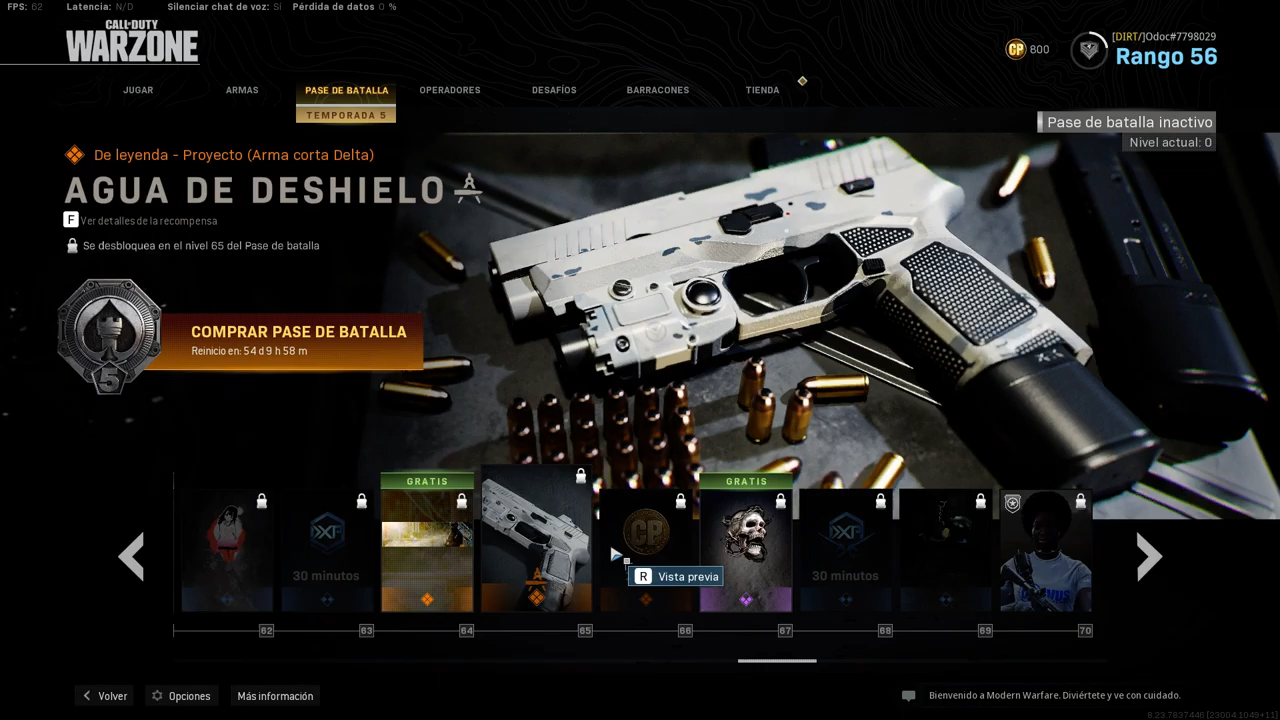 FPS: 62 Latencia: N/D Silenciar chat de voz: Sí Pérdida de datos 0 %
CALL OF DUTY
WARZONE
CP 800
[DIRT/]Odoc#7798029
Rango 56
JUGAR ARMAS PASE DE BATALLA OPERADORES DESAFÍOS BARRACONES TIENDA
TEMPORADA 5
Pase de batalla inactivo
Nivel actual: 0
De leyenda - Proyecto (Arma corta Delta)
AGUA DE DESHIELO
F Ver detalles de la recompensa
Se desbloquea en el nivel 65 del Pase de batalla
COMPRAR PASE DE BATALLA
Reinicio en: 54 d 9 h 58 m
5
GRATIS GRATIS
XP CP XP
30 minutos 30 minutos
R Vista previa
62 63 64 65 66 67 68 69 70
Volver Opciones Más información
Bienvenido a Modern Warfare. Diviértete y ve con cuidado.